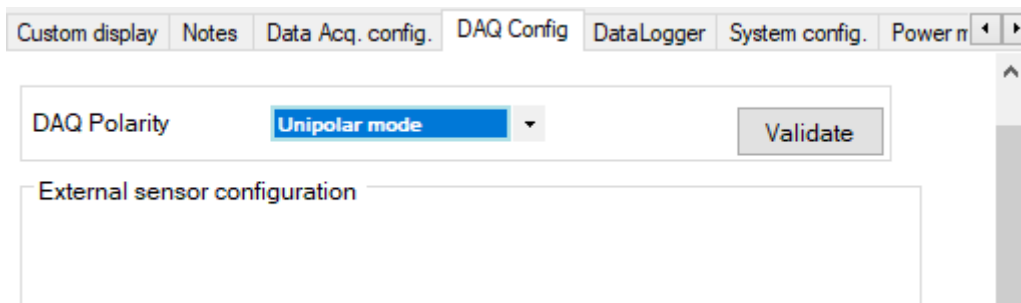 Custom display Notes Data Acq. config. DAQ Config DataLogger System config. Power
DAQ Polarity Unipolar mode Validate
External sensor configuration